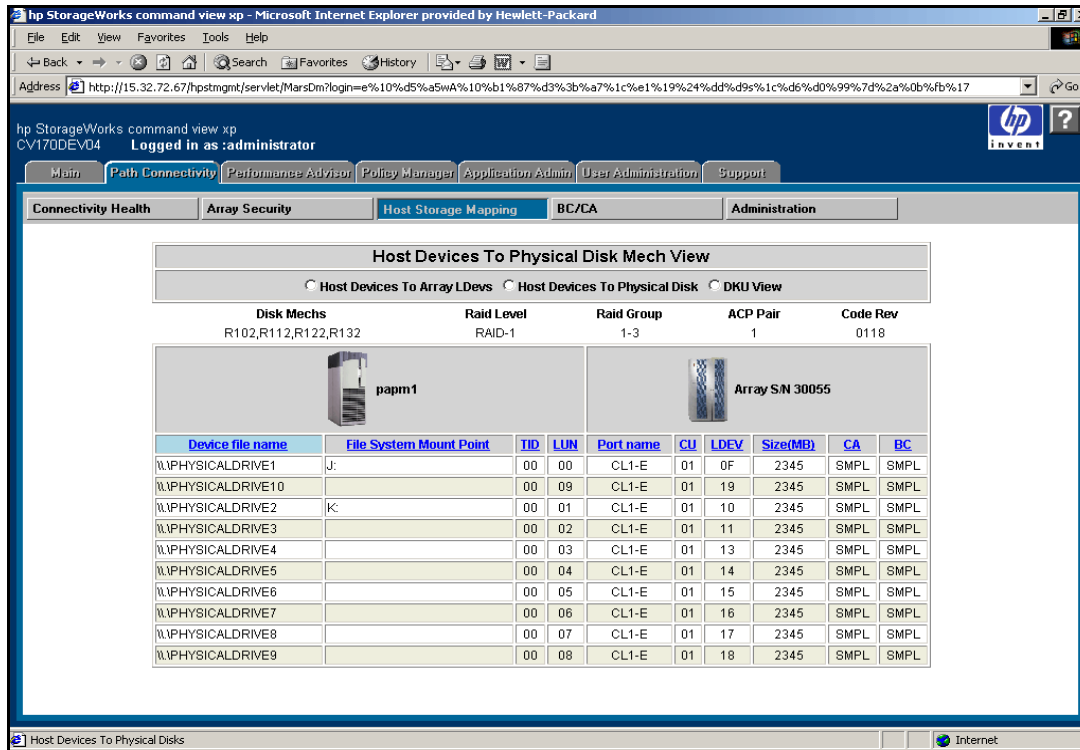 hp StorageWorks command view xp - Microsoft Internet Explorer provided by Hewlett-Packard
File Edit View Favorites Tools Help
Back Search Favorites History
Address http://15.32.72.67/hpstmgmt/servlet/MarsDm?login=e%10%d5%a5wA%10%b1%87%d3%3b%a7%1c%e1%19%24%dd%d9s%1c%d6%d0%99%7d%2a%0b%fb%17 Go
hp StorageWorks command view xp
CV170DEV04 Logged in as :administrator
hp
invent
?
Main Path Connectivity Performance Advisor Policy Manager Application Admin User Administration Support
Connectivity Health Array Security Host Storage Mapping BC/CA Administration
Host Devices To Physical Disk Mech View
Host Devices To Array LDevs Host Devices To Physical Disk DKU View
Disk Mechs Raid Level Raid Group ACP Pair Code Rev
R102,R112,R122,R132 RAID-1 1-3 1 0118
papm1 Array S/N 30055
Device file name File System Mount Point TID LUN Port name CU LDEV Size(MB) CA BC
\\.\PHYSICALDRIVE1 J: 00 00 CL1-E 01 0F 2345 SMPL SMPL
\\.\PHYSICALDRIVE10 00 09 CL1-E 01 19 2345 SMPL SMPL
\\.\PHYSICALDRIVE2 K: 00 01 CL1-E 01 10 2345 SMPL SMPL
\\.\PHYSICALDRIVE3 00 02 CL1-E 01 11 2345 SMPL SMPL
\\.\PHYSICALDRIVE4 00 03 CL1-E 01 13 2345 SMPL SMPL
\\.\PHYSICALDRIVE5 00 04 CL1-E 01 14 2345 SMPL SMPL
\\.\PHYSICALDRIVE6 00 05 CL1-E 01 15 2345 SMPL SMPL
\\.\PHYSICALDRIVE7 00 06 CL1-E 01 16 2345 SMPL SMPL
\\.\PHYSICALDRIVE8 00 07 CL1-E 01 17 2345 SMPL SMPL
\\.\PHYSICALDRIVE9 00 08 CL1-E 01 18 2345 SMPL SMPL
Host Devices To Physical Disks Internet